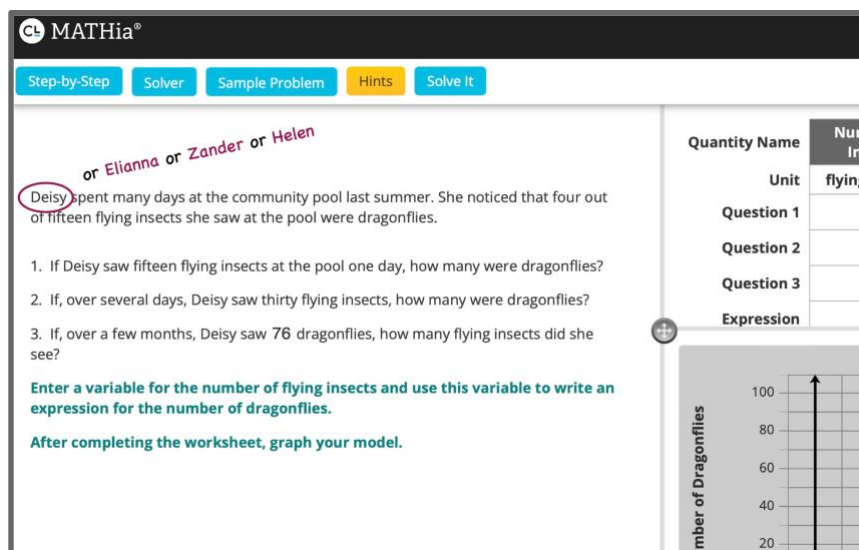 CL MATHia®
Step-by-Step Solver Sample Problem Hints Solve It
or Elianna or Zander or Helen
Deisy spent many days at the community pool last summer. She noticed that four out
of fifteen flying insects she saw at the pool were dragonflies.
1. If Deisy saw fifteen flying insects at the pool one day, how many were dragonflies?
2. If, over several days, Deisy saw thirty flying insects, how many were dragonflies?
3. If, over a few months, Deisy saw 76 dragonflies, how many flying insects did she
see?
Enter a variable for the number of flying insects and use this variable to write an
expression for the number of dragonflies.
After completing the worksheet, graph your model.
Quantity Name
Unit
Question 1
Question 2
Question 3
Expression
100
80
60
40
20
of Dragonflies